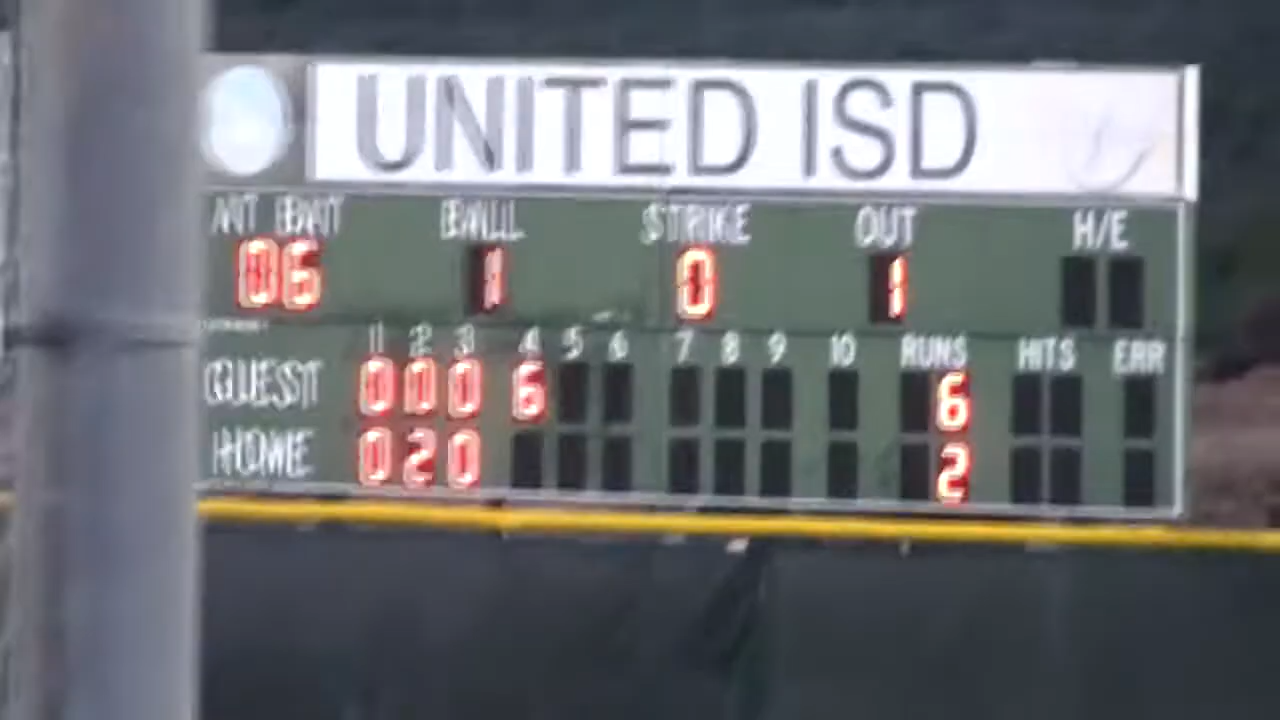 UNITED ISD
AT BAT BALL STRIKE OUT H/E
06 1 0 1
1 2 3 4 5 6 7 8 9 10 RUNS HITS ERR
GUEST 0 0 0 6 6
HOME 0 2 0 2